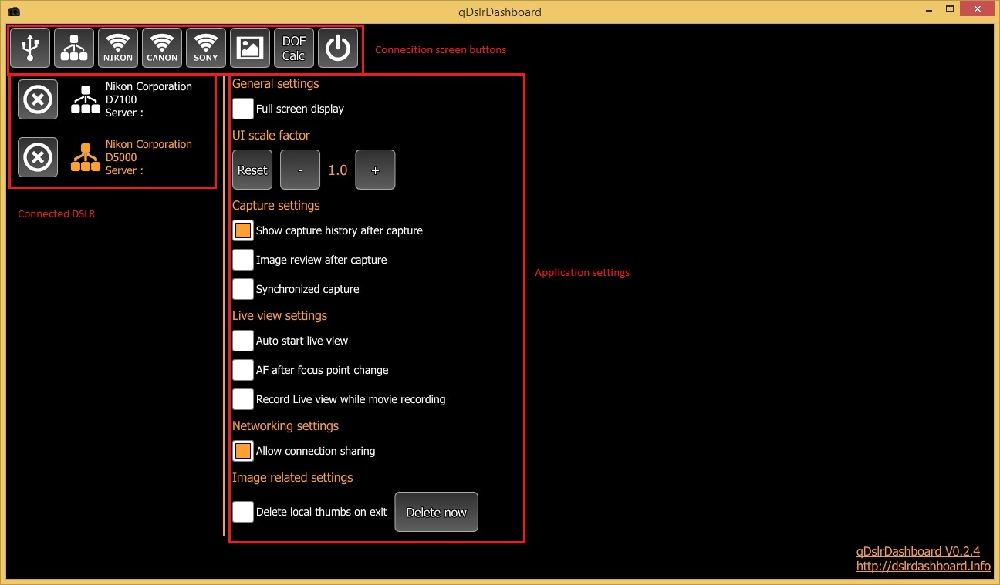 qDslrDashboard
NIKON
CANON
SONY
DOF
Calc
Connecition screen buttons
Nikon Corporation
D7100
Server :
Nikon Corporation
D5000
Server :
Connected DSLR
General settings
Full screen display
UI scale factor
Reset
-
1.0
+
Capture settings
Show capture history after capture
Image review after capture
Synchronized capture
Live view settings
Auto start live view
AF after focus point change
Record Live view while movie recording
Networking settings
Allow connection sharing
Image related settings
Delete local thumbs on exit
Delete now
Application settings
qDslrDashboard V0.2.4
http://dslrdashboard.info